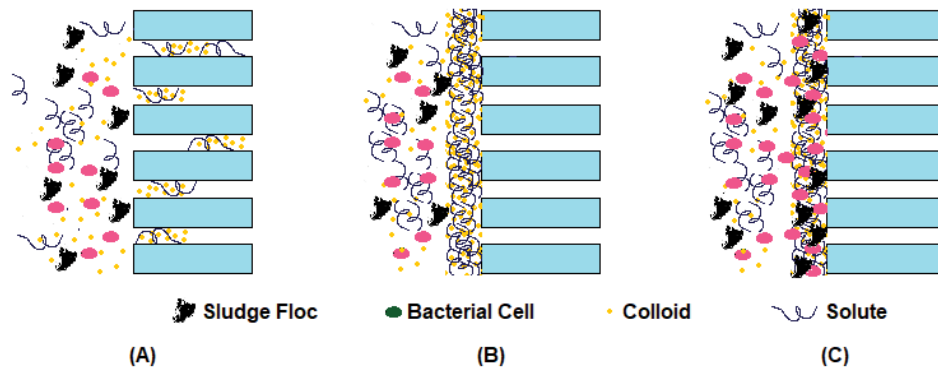 Sludge Floc Bacterial Cell Colloid Solute
(A) (B) (C)